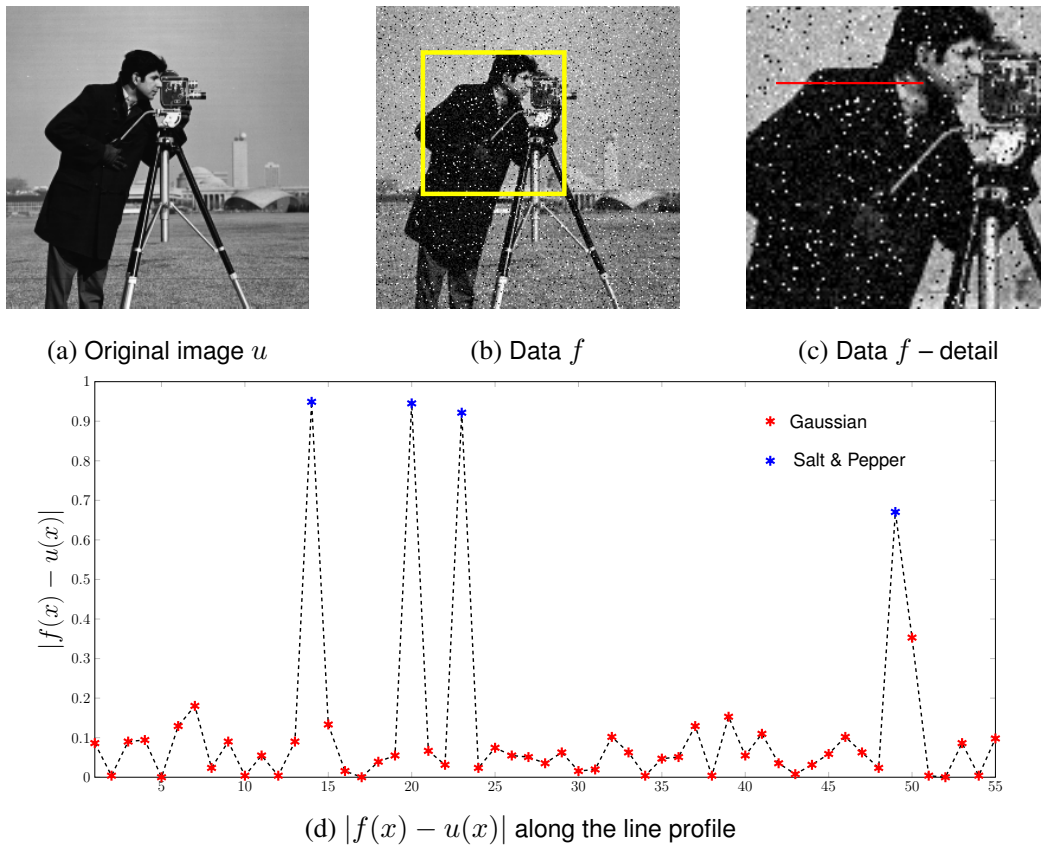 (a) Original image u
(b) Data f
(c) Data f – detail
1
0.9
0.8
0.7
0.6
0.5
0.4
0.3
0.2
0.1
0
|f(x) − u(x)|
Gaussian
Salt & Pepper
5 10 15 20 25 30 35 40 45 50 55
(d) |f(x) − u(x)| along the line profile